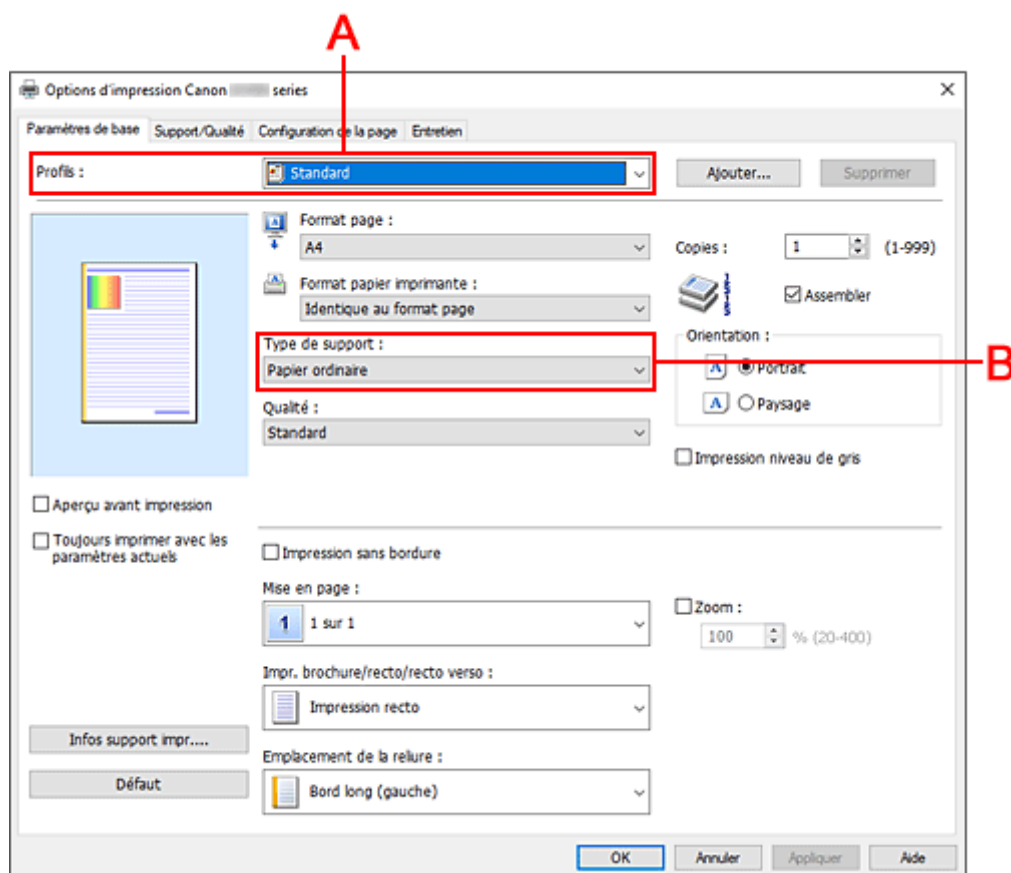 A
Options d'impression Canon series
Paramètres de base Support/Qualité Configuration de la page Entretien
Profils : Standard Ajouter... Supprimer
Format page :
A4
Copies : 1 (1-999)
Format papier imprimante :
Identique au format page
Assembler
Type de support :
Papier ordinaire
B
Orientation :
Portrait
Paysage
Qualité :
Standard
Impression niveau de gris
Aperçu avant impression
Toujours imprimer avec les
paramètres actuels
Impression sans bordure
Mise en page :
1 1 sur 1
Zoom :
100 % (20-400)
Impr. brochure/recto/recto verso :
Impression recto
Infos support impr....
Emplacement de la reliure :
Défaut
Bord long (gauche)
OK Annuler Appliquer Aide